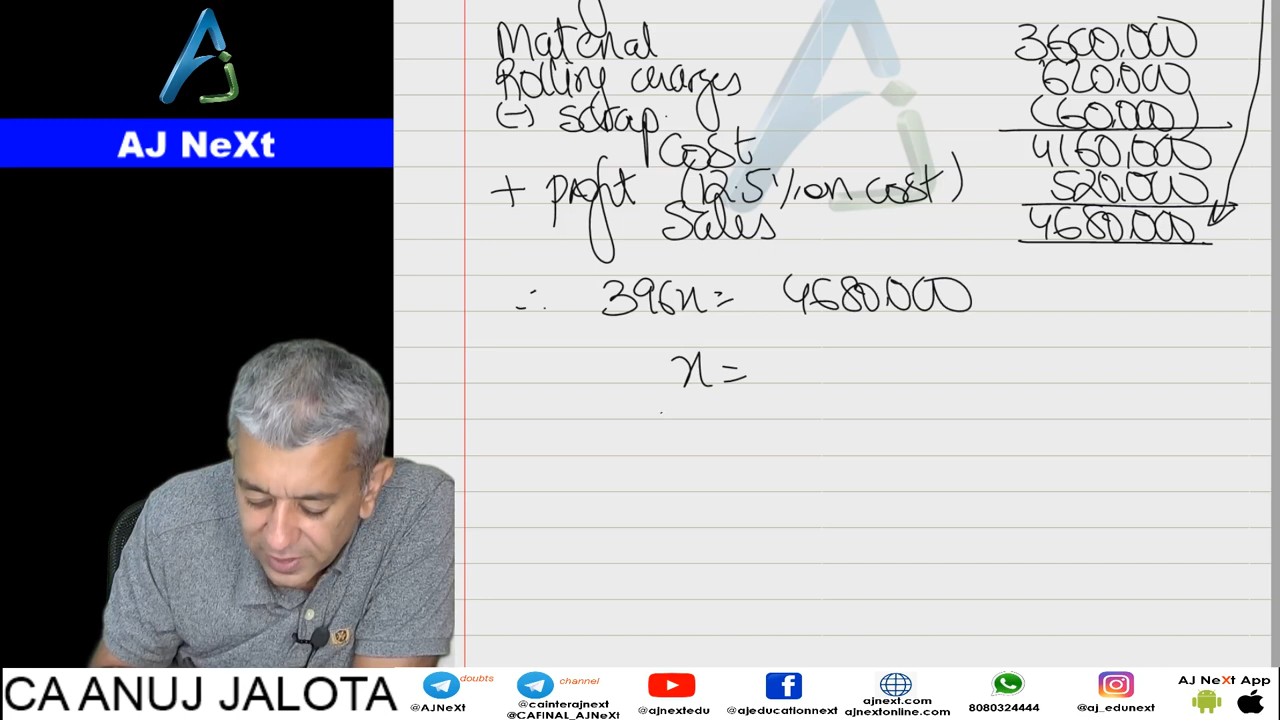 Material 3600,000
Rolling charges 620,000
(-) scrap. (60,000)
Cost 4160,000
+ profit (12.5% on cost) 520,000
Sales 4680,000
∴ 396x = 4680000
x =
AJ NeXt
CA ANUJ JALOTA
doubts
@AJNeXt
channel
@cainterajnext
@CAFINAL_AJNeXt
@ajnextedu
@ajeducationnext
ajnext.com
ajnextonline.com
8080324444
@aj_edunext
AJ NeXt App